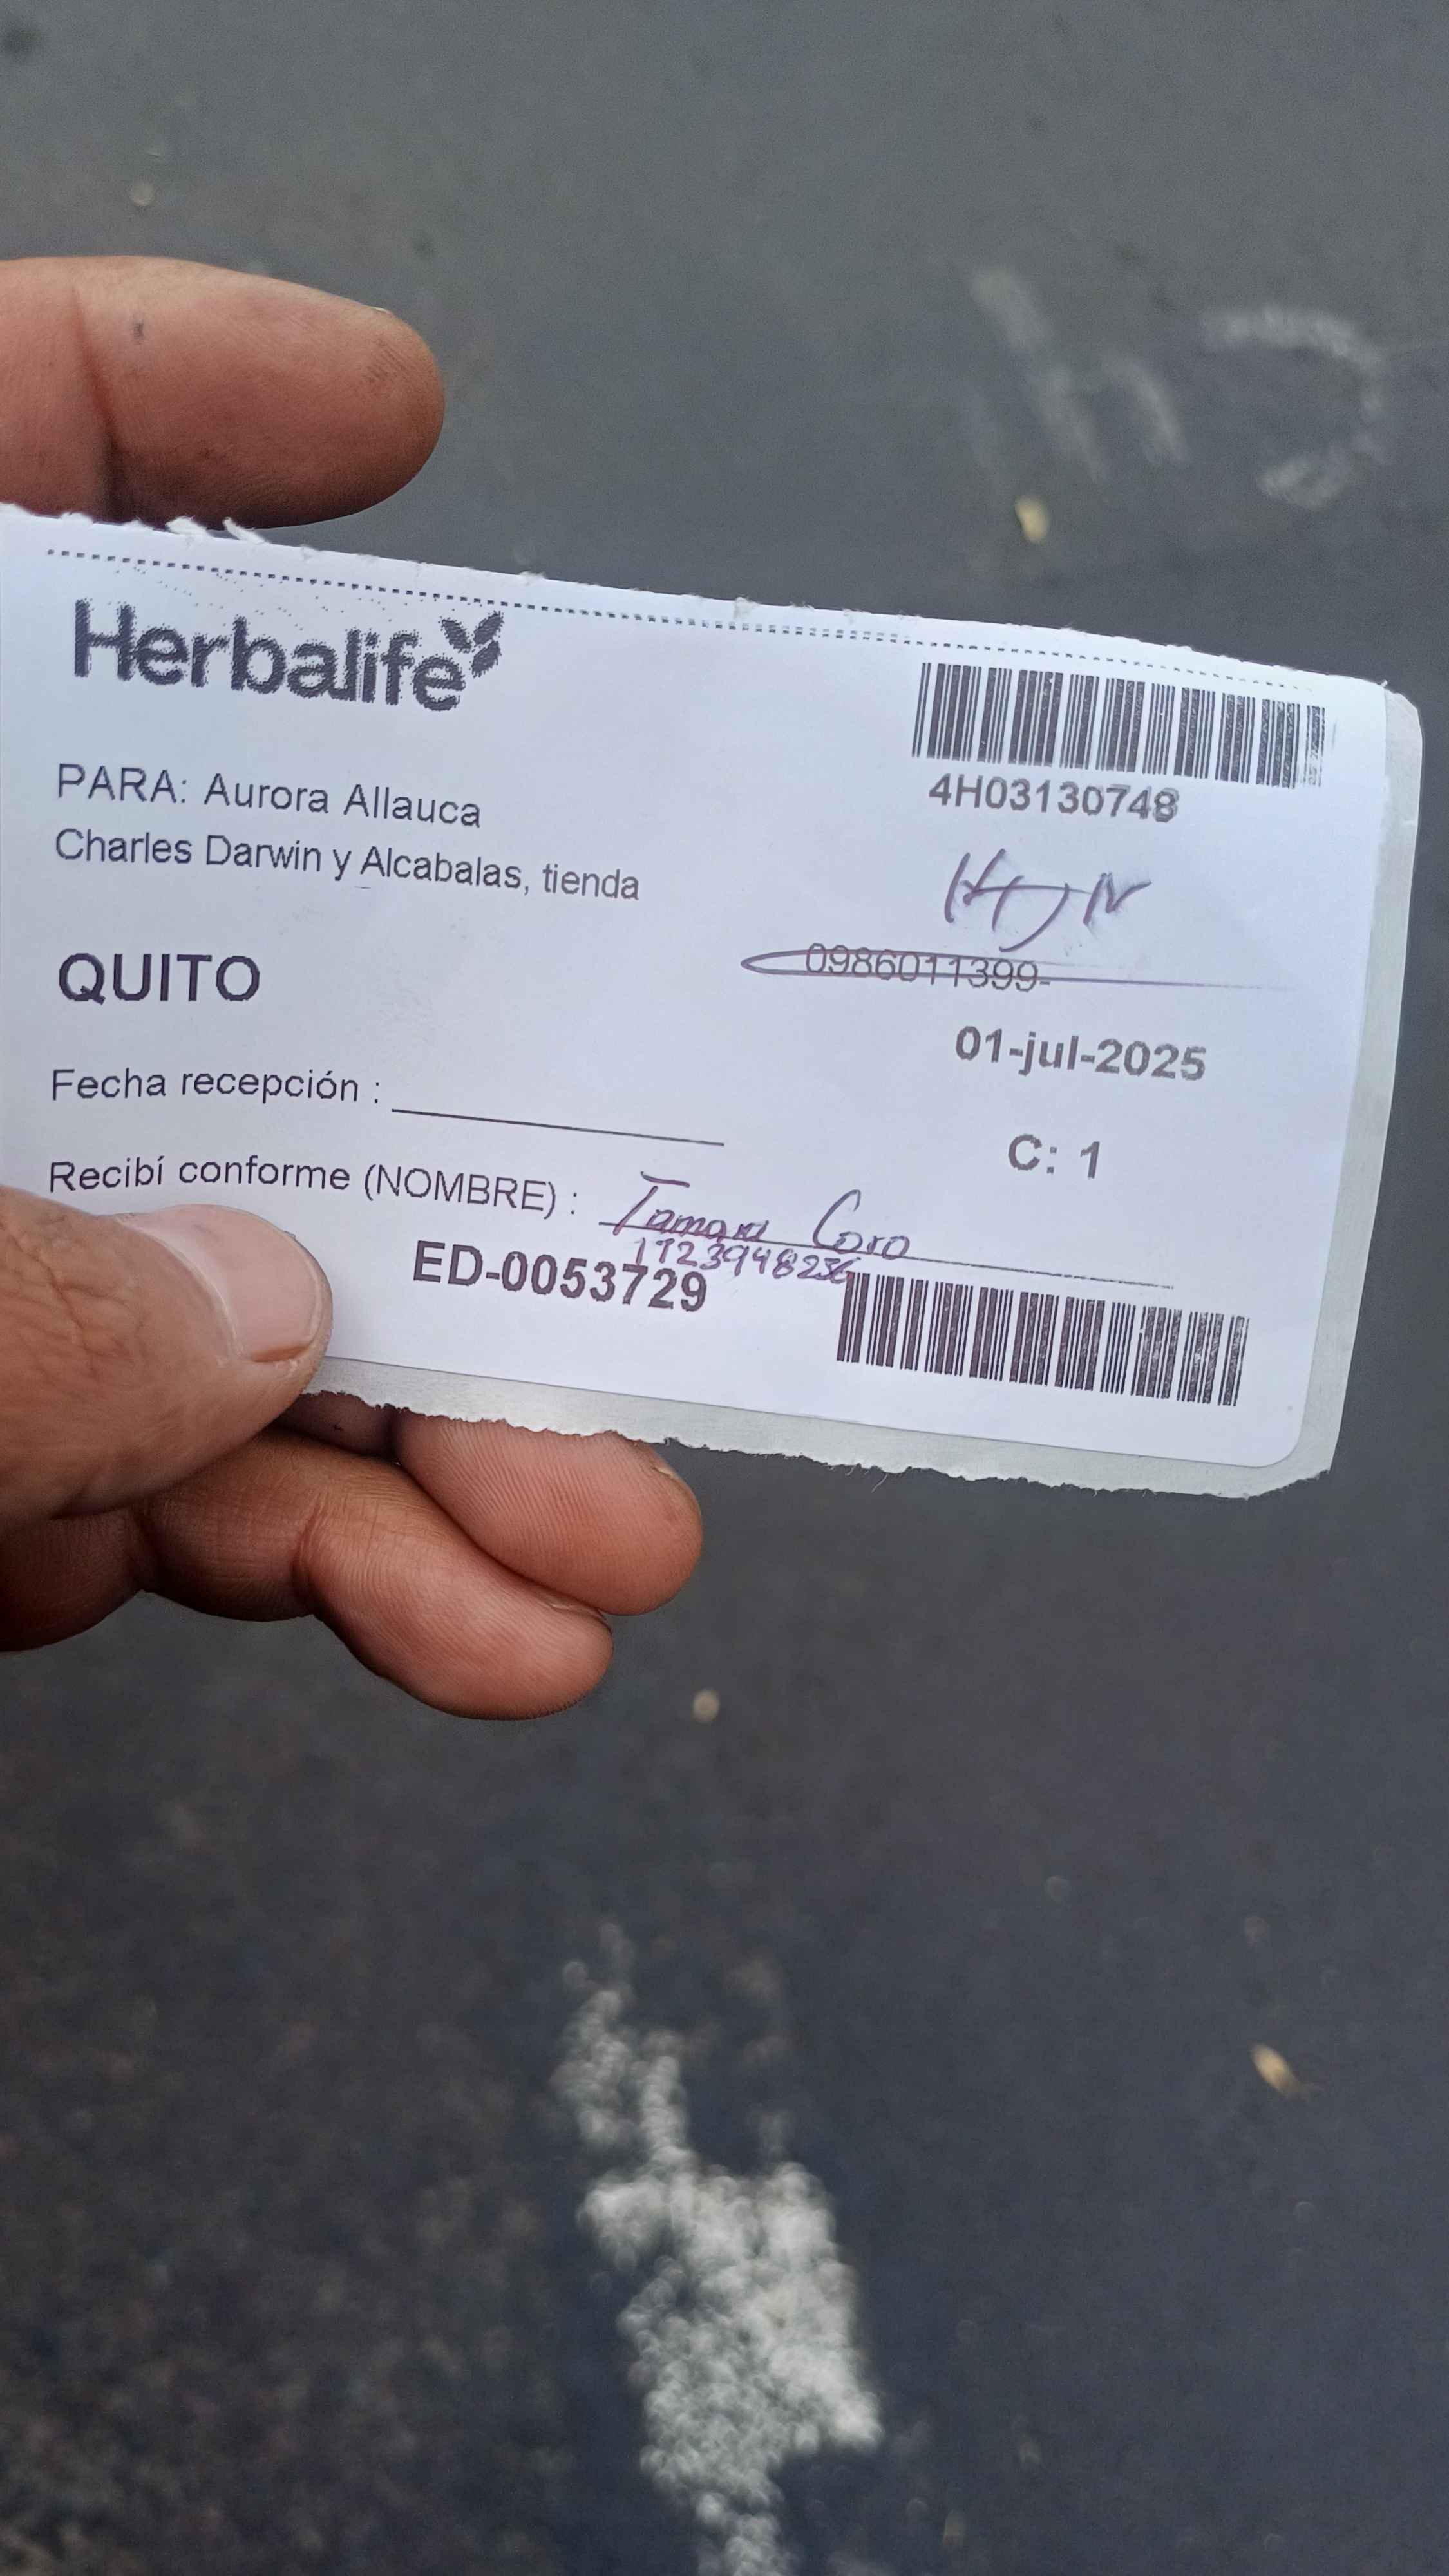 Herbalife
4H03130748
PARA: Aurora Allauca
Charles Darwin y Alcabalas, tienda
0986011399
QUITO
01-jul-2025
Fecha recepción :
C: 1
Recibí conforme (NOMBRE) : Tamara Coro
1723948256
ED-0053729